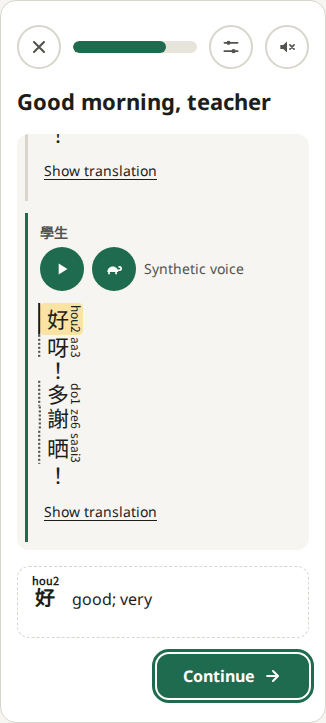 Good morning, teacher
！
Show translation
學生
Synthetic voice
好呀！多謝晒！
hou2 aa3 do1 ze6 saai3
Show translation
hou2
好 good; very
Continue →